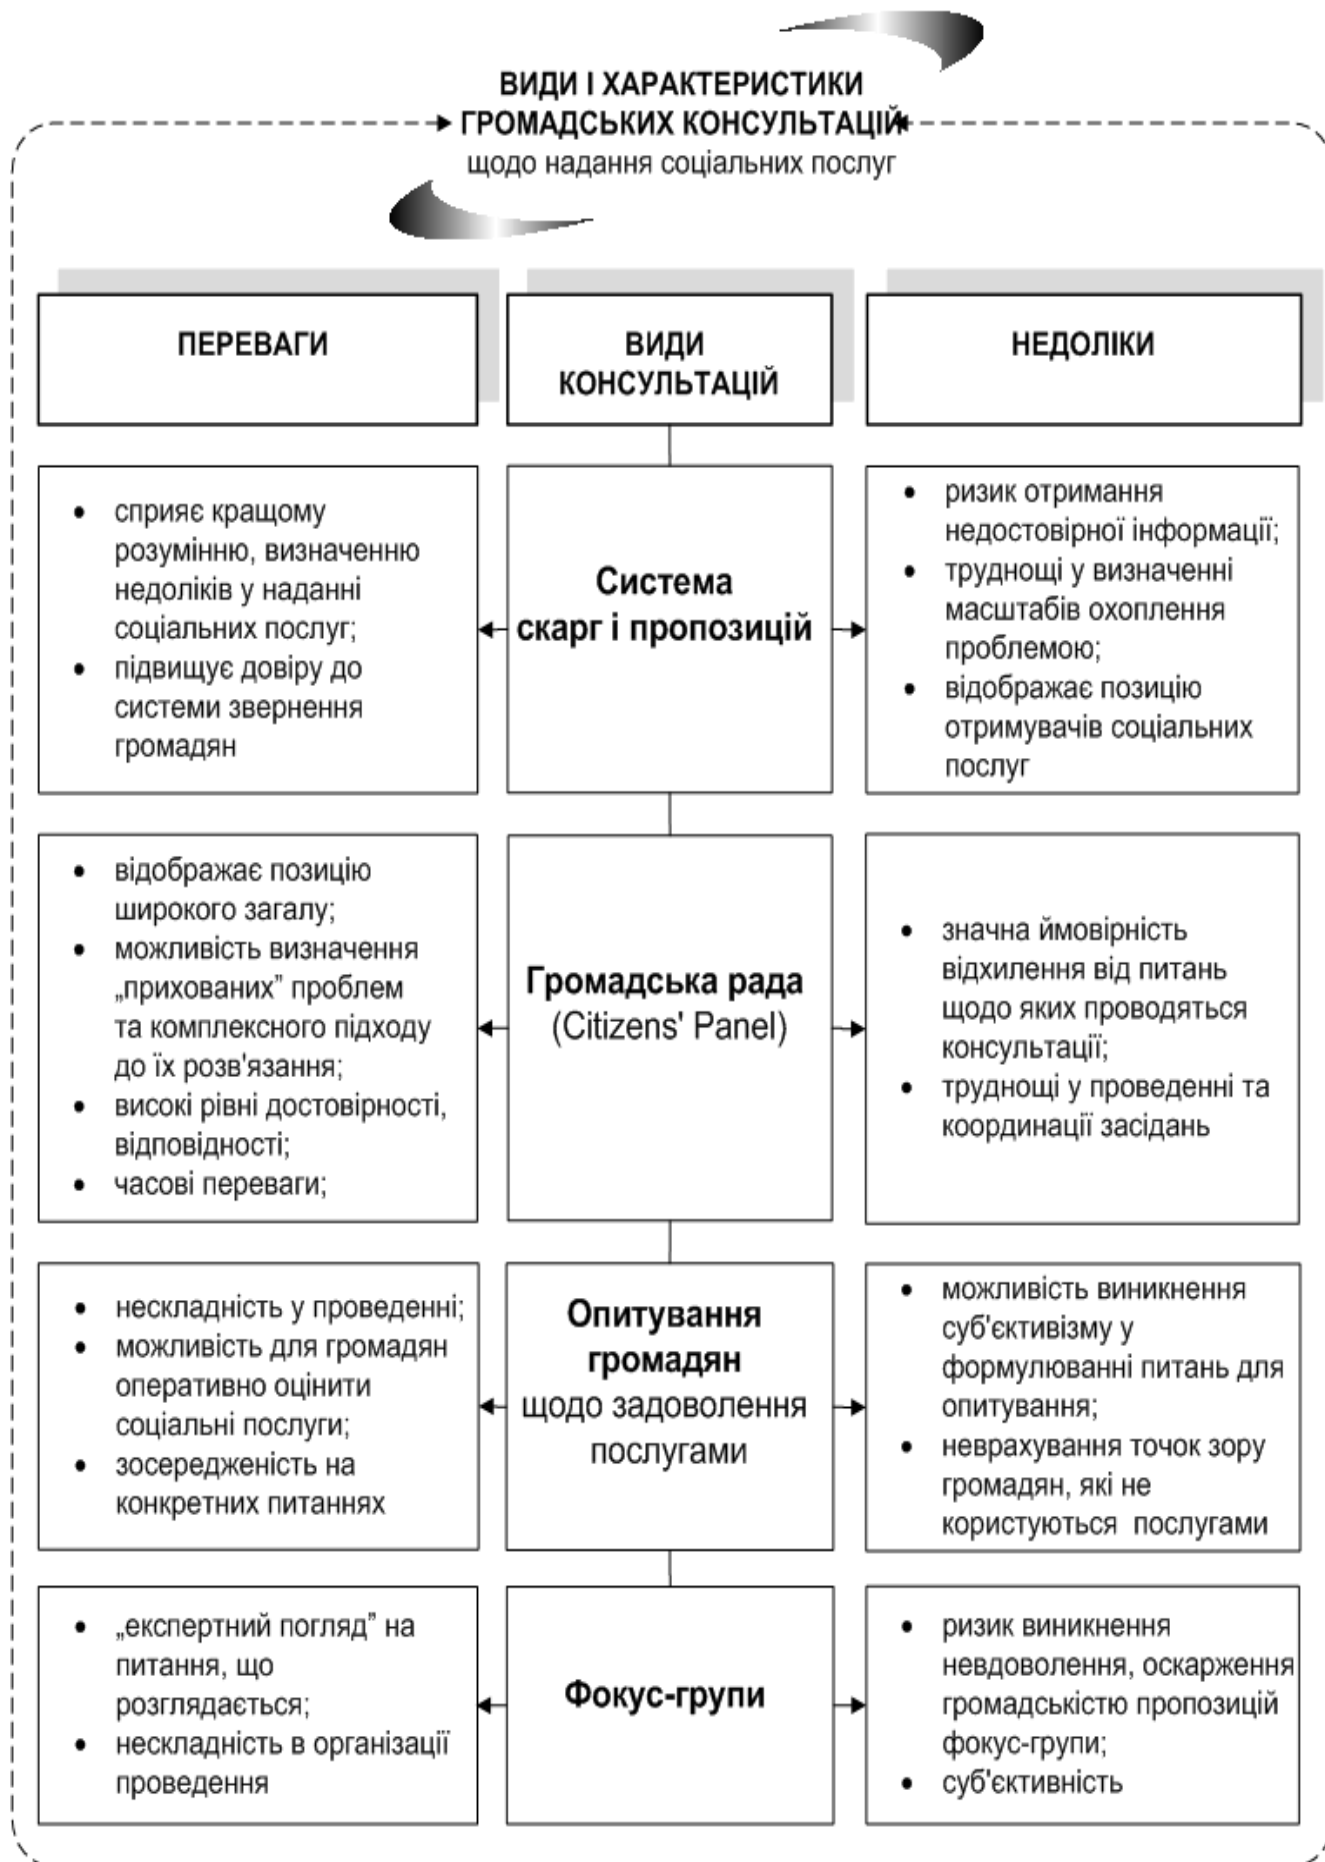 ВИДИ І ХАРАКТЕРИСТИКИ
ГРОМАДСЬКИХ КОНСУЛЬТАЦІЙ
щодо надання соціальних послуг
ПЕРЕВАГИ
ВИДИ
КОНСУЛЬТАЦІЙ
НЕДОЛІКИ
• сприяє кращому
розумінню, визначенню
недоліків у наданні
соціальних послуг;
• підвищує довіру до
системи звернення
громадян
Система
скарг і пропозицій
• ризик отримання
недостовірної інформації;
• труднощі у визначенні
масштабів охоплення
проблемою;
• відображає позицію
отримувачів соціальних
послуг
• відображає позицію
широкого загалу;
• можливість визначення
„прихованих” проблем
та комплексного підходу
до їх розв'язання;
• високі рівні достовірності,
відповідності;
• часові переваги;
Громадська рада
(Citizens' Panel)
• значна ймовірність
відхилення від питань
щодо яких проводяться
консультації;
• труднощі у проведенні та
координації засідань
• нескладність у проведенні;
• можливість для громадян
оперативно оцінити
соціальні послуги;
• зосередженість на
конкретних питаннях
Опитування
громадян
щодо задоволення
послугами
• можливість виникнення
суб'єктивізму у
формулюванні питань для
опитування;
• неврахування точок зору
громадян, які не
користуються послугами
• „експертний погляд” на
питання, що
розглядається;
• нескладність в організації
проведення
Фокус-групи
• ризик виникнення
невдоволення, оскарження
громадськістю пропозицій
фокус-групи;
• суб'єктивність